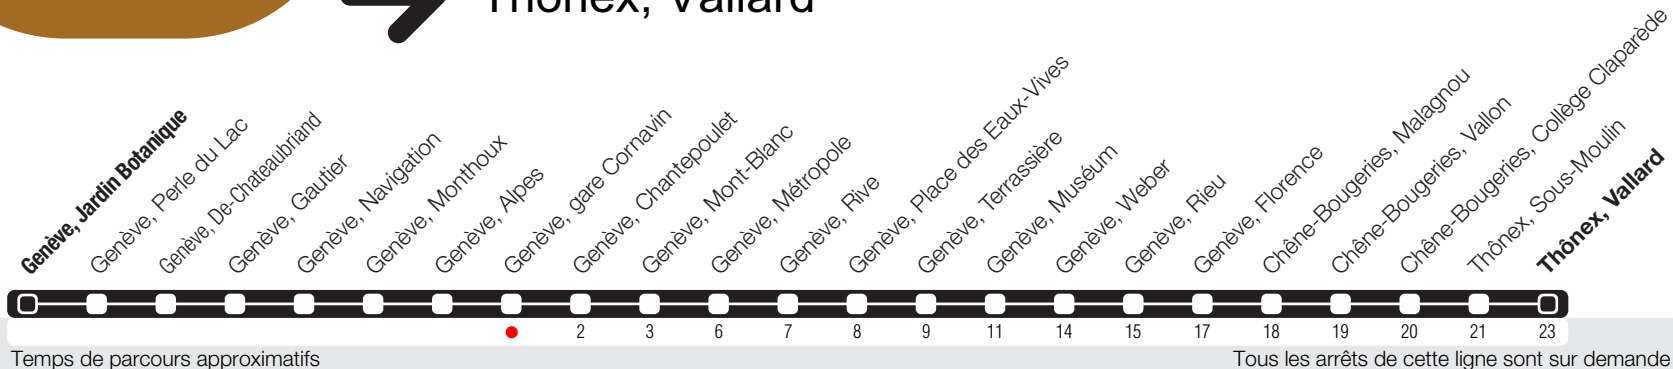 Thônex, Vallard
Genève, Jardin Botanique
Genève, Perle du Lac
Genève, De-Chateaubriand
Genève, Gautier
Genève, Navigation
Genève, Monthoux
Genève, Alpes
Genève, gare Cornavin
Genève, Chantepoulet
Genève, Mont-Blanc
Genève, Métropole
Genève, Rive
Genève, Place des Eaux-Vives
Genève, Terrassière
Genève, Muséum
Genève, Weber
Genève, Rieu
Genève, Florence
Chêne-Bougeries, Malagnou
Chêne-Bougeries, Vallon
Chêne-Bougeries, Collège Claparède
Thônex, Sous-Moulin
Thônex, Vallard
2 3 6 7 8 9 11 14 15 17 18 19 20 21 23
Temps de parcours approximatifs
Tous les arrêts de cette ligne sont sur demande